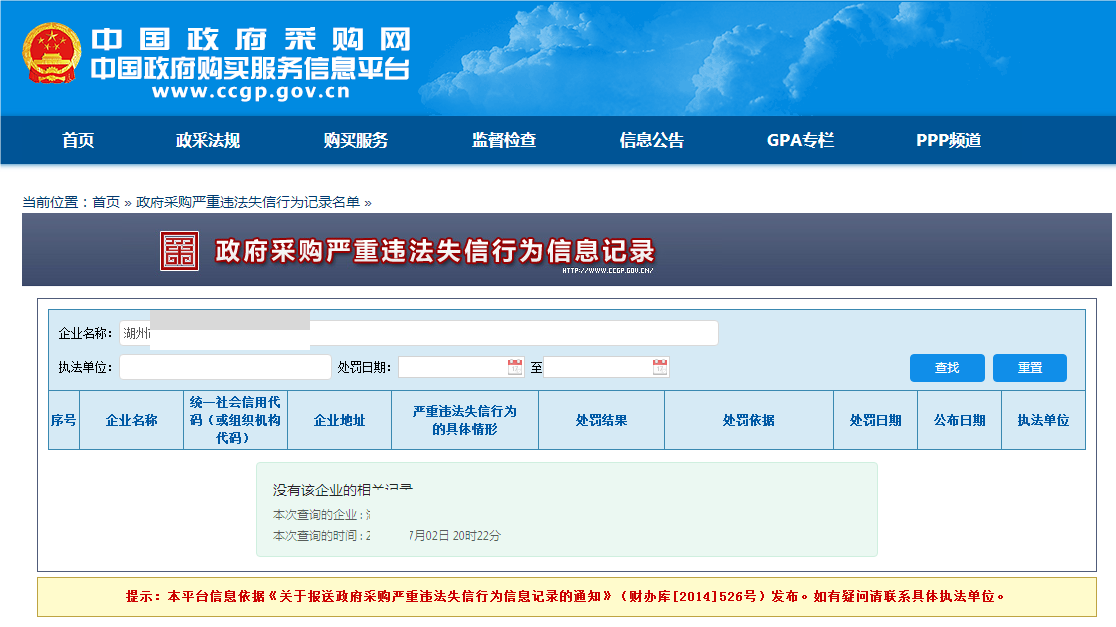 中国政府采购网
中国政府购买服务信息平台
www.ccgp.gov.cn
首页 政采法规 购买服务 监督检查 信息公告 GPA专栏 PPP频道
当前位置：首页 » 政府采购严重违法失信行为记录名单 »
政府采购严重违法失信行为信息记录
HTTP://WWW.CCGP.GOV.CN/
企业名称： 湖州
执法单位： 处罚日期： 至 查找 重置
序号 企业名称 统一社会信用代码（或组织机构代码） 企业地址 严重违法失信行为的具体情形 处罚结果 处罚依据 处罚日期 公布日期 执法单位
没有该企业的相关记录
本次查询的企业：
本次查询的时间：2 7月02日 20时22分
提示：本平台信息依据《关于报送政府采购严重违法失信行为信息记录的通知》（财办库[2014]526号）发布。如有疑问请联系具体执法单位。